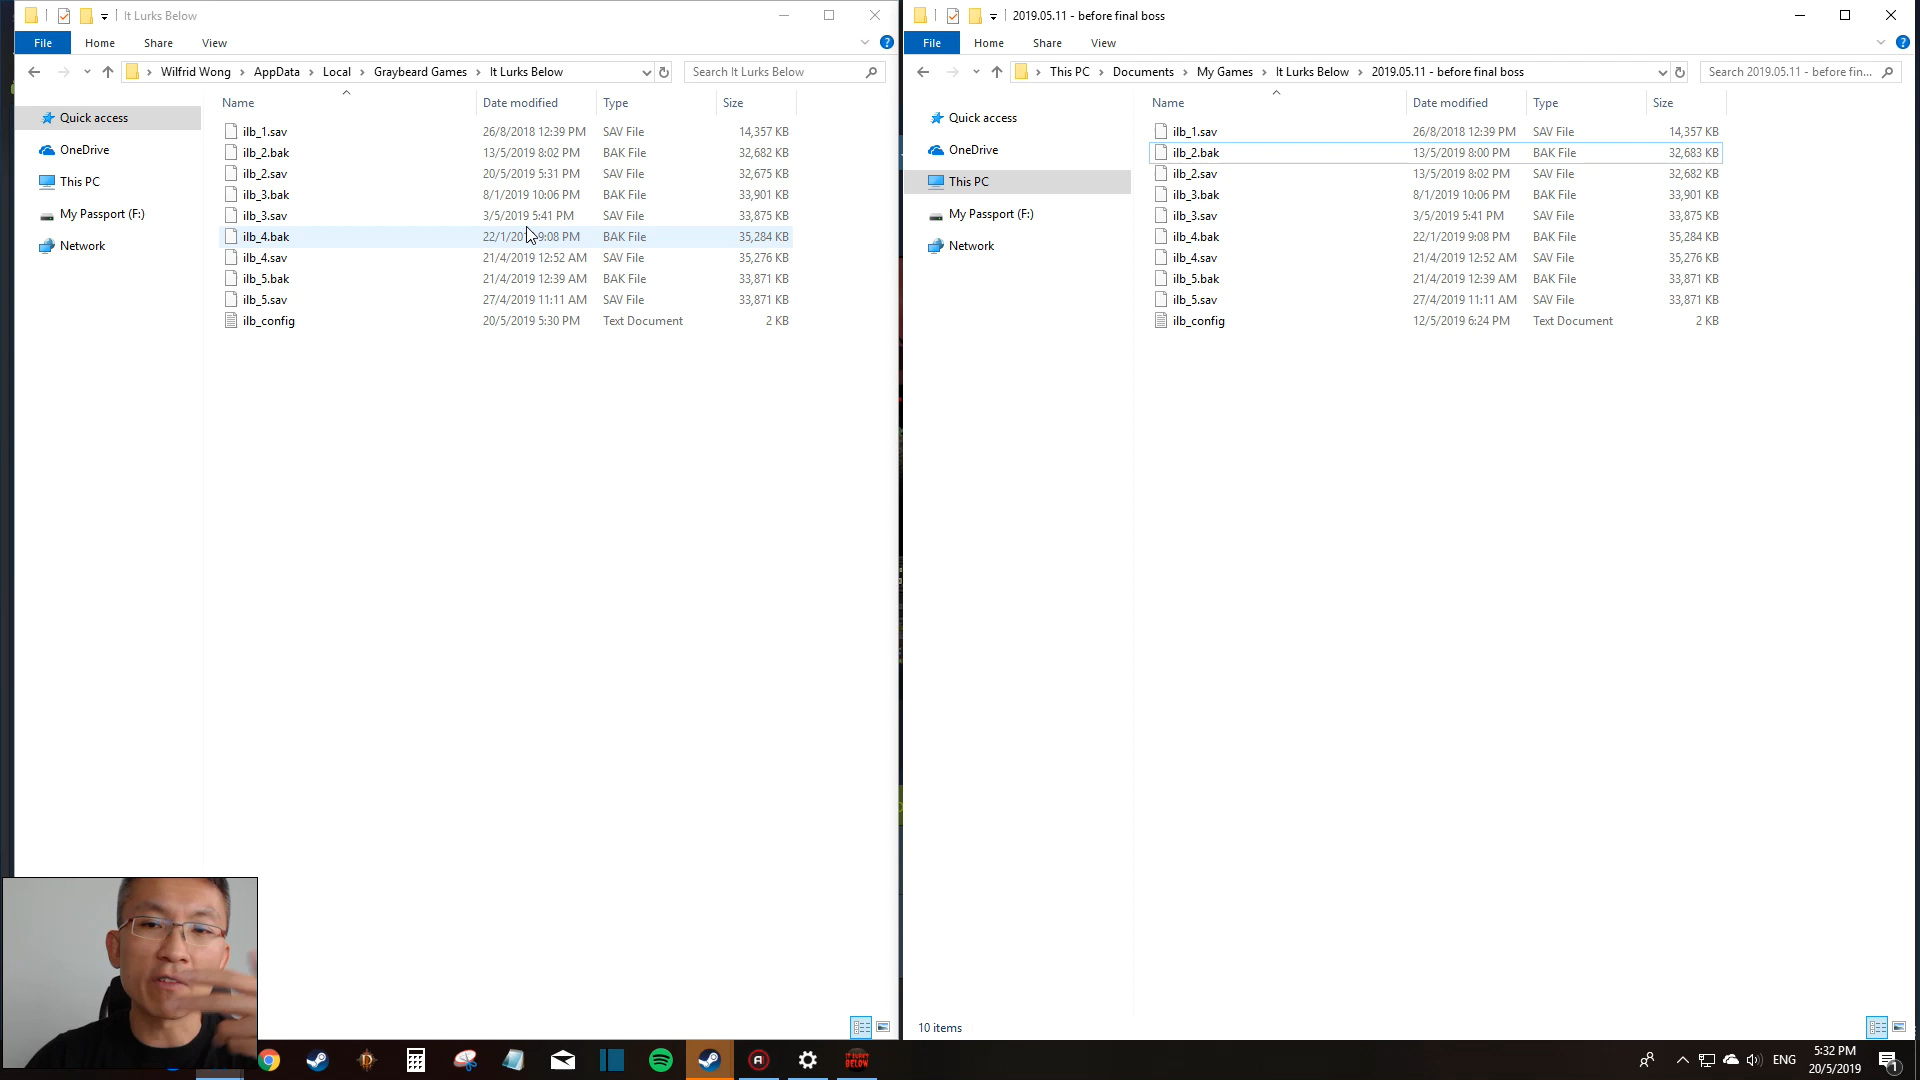 It Lurks Below
File Home Share View
Wilfrid Wong > AppData > Local > Graybeard Games > It Lurks Below
Search It Lurks Below
Quick access
OneDrive
This PC
My Passport (F:)
Network
Name Date modified Type Size
ilb_1.sav 26/8/2018 12:39 PM SAV File 14,357 KB
ilb_2.bak 13/5/2019 8:02 PM BAK File 32,682 KB
ilb_2.sav 20/5/2019 5:31 PM SAV File 32,675 KB
ilb_3.bak 8/1/2019 10:06 PM BAK File 33,901 KB
ilb_3.sav 3/5/2019 5:41 PM SAV File 33,875 KB
ilb_4.bak 22/1/20 9:08 PM BAK File 35,284 KB
ilb_4.sav 21/4/2019 12:52 AM SAV File 35,276 KB
ilb_5.bak 21/4/2019 12:39 AM BAK File 33,871 KB
ilb_5.sav 27/4/2019 11:11 AM SAV File 33,871 KB
ilb_config 20/5/2019 5:30 PM Text Document 2 KB
2019.05.11 - before final boss
File Home Share View
This PC > Documents > My Games > It Lurks Below > 2019.05.11 - before final boss
Search 2019.05.11 - before fin...
Quick access
OneDrive
This PC
My Passport (F:)
Network
Name Date modified Type Size
ilb_1.sav 26/8/2018 12:39 PM SAV File 14,357 KB
ilb_2.bak 13/5/2019 8:00 PM BAK File 32,683 KB
ilb_2.sav 13/5/2019 8:02 PM SAV File 32,682 KB
ilb_3.bak 8/1/2019 10:06 PM BAK File 33,901 KB
ilb_3.sav 3/5/2019 5:41 PM SAV File 33,875 KB
ilb_4.bak 22/1/2019 9:08 PM BAK File 35,284 KB
ilb_4.sav 21/4/2019 12:52 AM SAV File 35,276 KB
ilb_5.bak 21/4/2019 12:39 AM BAK File 33,871 KB
ilb_5.sav 27/4/2019 11:11 AM SAV File 33,871 KB
ilb_config 12/5/2019 6:24 PM Text Document 2 KB
10 items
IT LURKS
BELOW
ENG
5:32 PM
20/5/2019
1